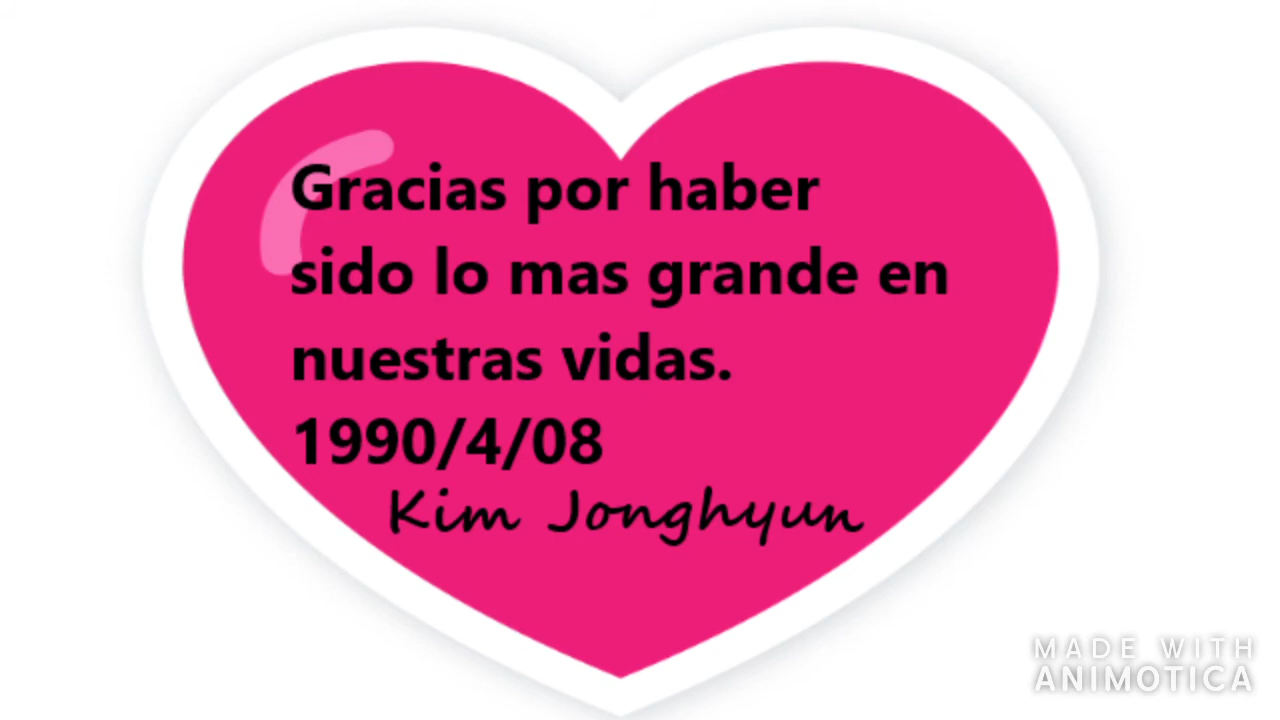 Gracias por haber
sido lo mas grande en
nuestras vidas.
1990/4/08
Kim Jonghyun
MADE WITH
ANIMOTICA